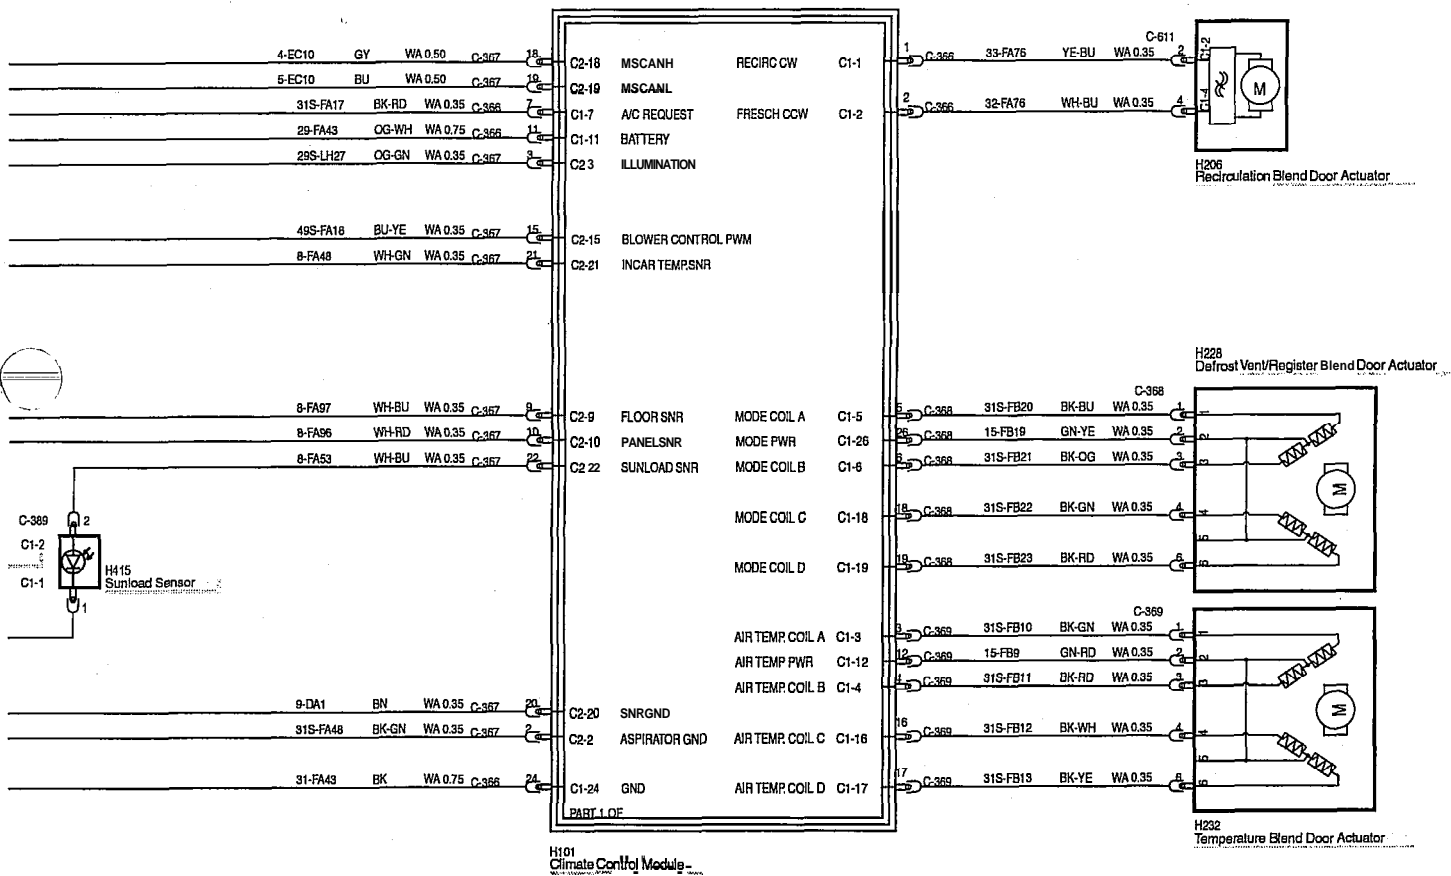 4-EC10 GY WA 0.50 C-367 18 C2-18 MSCANH
5-EC10 BU WA 0.50 C-367 19 C2-19 MSCANL
31S-FA17 BK-RD WA 0.35 C-366 7 C1-7 A/C REQUEST
29-FA43 OG-WH WA 0.75 C-366 11 C1-11 BATTERY
29S-LH27 OG-GN WA 0.35 C-367 3 C2 3 ILLUMINATION
49S-FA16 BU-YE WA 0.35 C-367 15 C2-15 BLOWER CONTROL PWM
8-FA48 WH-GN WA 0.35 C-367 21 C2-21 INCAR TEMP.SNR
8-FA97 WH-BU WA 0.35 C-367 9 C2-9 FLOOR SNR
8-FA96 WH-RD WA 0.35 C-367 10 C2-10 PANELSNR
8-FA53 WH-BU WA 0.35 C-367 22 C2 22 SUNLOAD SNR
C-389 2
C1-2
C1-1
1
H415
Sunload Sensor
9-DA1 BN WA 0.35 C-367 20 C2-20 SNRGND
31S-FA48 BK-GN WA 0.35 C-367 2 C2-2 ASPIRATOR GND
31-FA43 BK WA 0.75 C-366 24 C1-24 GND
PART 1 OF
H101
Climate Control Module -
RECIRC CW C1-1 1 C-366 33-FA76 YE-BU WA 0.35 C-611 2 C1-2
FRESCH CCW C1-2 2 C-366 32-FA76 WH-BU WA 0.35 4 C1-4
M
H206
Recirculation Blend Door Actuator
H228
Defrost Vent/Register Blend Door Actuator
C-368
MODE COIL A C1-5 5 C-368 31S-FB20 BK-BU WA 0.35 1 1
MODE PWR C1-26 26 C-368 15-FB19 GN-YE WA 0.35 2 2
MODE COIL B C1-6 6 C-368 31S-FB21 BK-OG WA 0.35 3 3
M
MODE COIL C C1-18 18 C-368 31S-FB22 BK-GN WA 0.35 4 4
5
MODE COIL D C1-19 19 C-368 31S-FB23 BK-RD WA 0.35 6 6
C-369
AIR TEMP. COIL A C1-3 3 C-369 31S-FB10 BK-GN WA 0.35 1 1
AIR TEMP PWR C1-12 12 C-369 15-FB9 GN-RD WA 0.35 2 2
AIR TEMP. COIL B C1-4 4 C-369 31S-FB11 BK-RD WA 0.35 3 3
M
AIR TEMP. COIL C C1-16 16 C-369 31S-FB12 BK-WH WA 0.35 4 4
5
AIR TEMP. COIL D C1-17 17 C-369 31S-FB13 BK-YE WA 0.35 6 6
H232
Temperature Blend Door Actuator